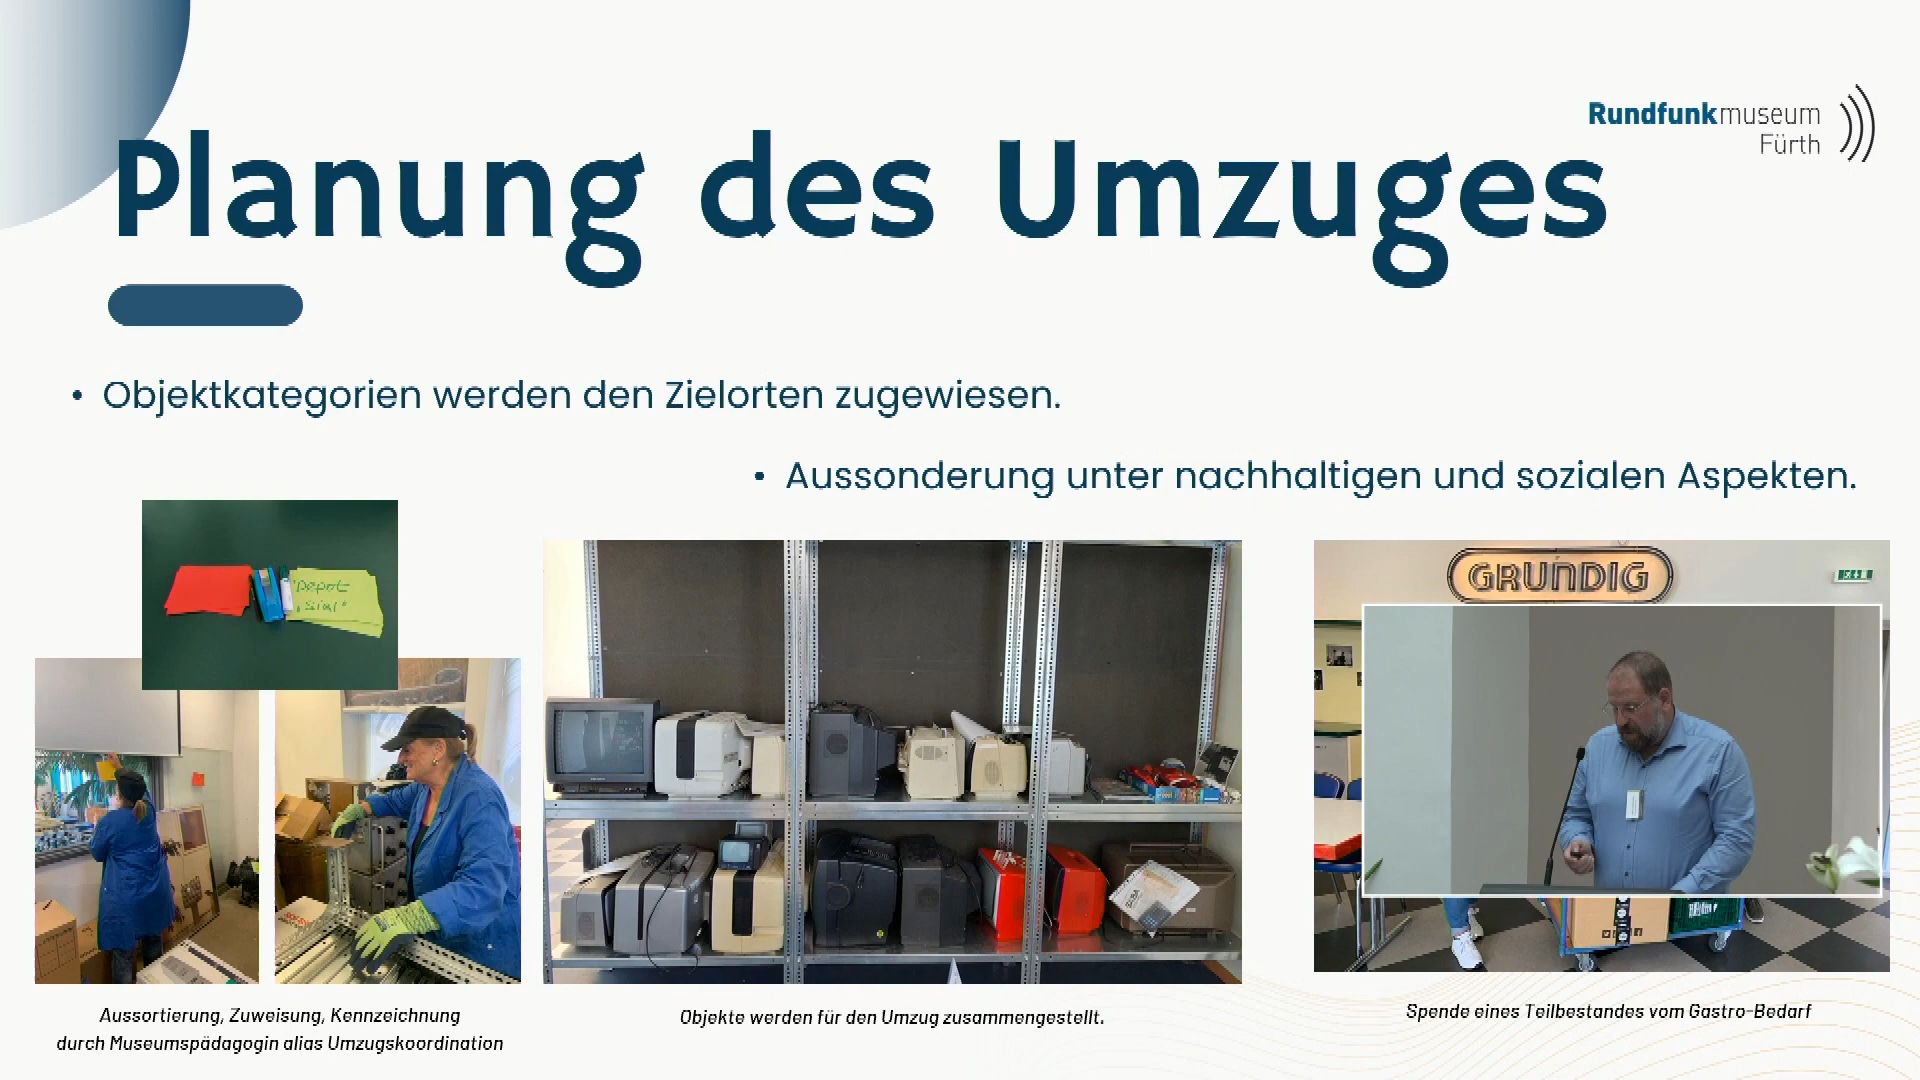 Rundfunkmuseum
Fürth
Planung des Umzuges
• Objektkategorien werden den Zielorten zugewiesen.
• Aussonderung unter nachhaltigen und sozialen Aspekten.
Depot
"Sial"
GRUNDIG
Aussortierung, Zuweisung, Kennzeichnung
durch Museumspädagogin alias Umzugskoordination
Objekte werden für den Umzug zusammengestellt.
Spende eines Teilbestandes vom Gastro-Bedarf